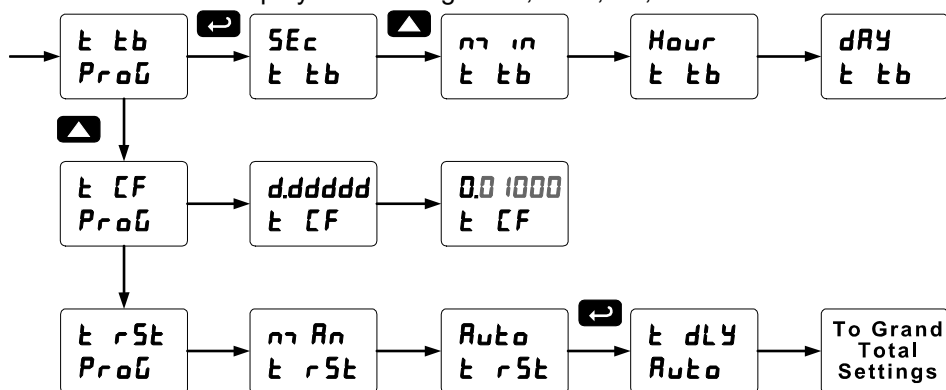 t tb
ProG
SEc
t tb
min
t tb
Hour
t tb
dAY
t tb
t CF
ProG
d.ddddd
t CF
0.01000
t CF
t rSt
ProG
mAn
t rSt
Auto
t rSt
t dLY
Auto
To Grand
Total
Settings